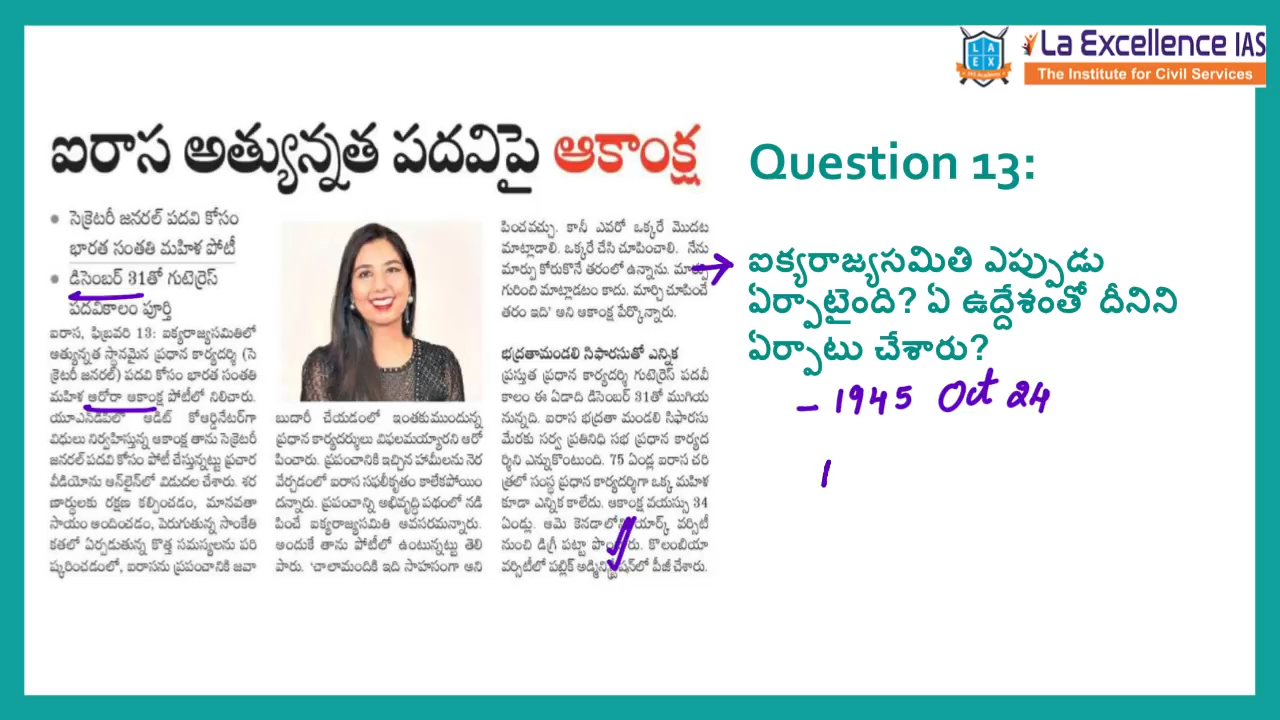 La Excellence IAS
The Institute for Civil Services
ఐరాస అత్యున్నత పదవిపై ఆకాంక్ష
• సెక్రెటరీ జనరల్ పదవి కోసం
భారత సంతతి మహిళ పోటీ
• డిసెంబర్ 31తో గుటెర్రెస్
పదవికాలం పూర్తి
ఐరాస, ఫిబ్రవరి 13: ఐక్యరాజ్యసమితిలో
అత్యున్నత స్థానమైన ప్రధాన కార్యదర్శి (సె
క్రెటరీ జనరల్) పదవి కోసం భారత సంతతి
మహిళ అరోరా ఆకాంక్ష పోటీలో నిలిచారు.
యూఎన్‌డీపీలో ఆడిట్ కోఆర్డినేటర్‌గా
విధులు నిర్వహిస్తున్న ఆకాంక్ష తాను సెక్రెటరీ
జనరల్ పదవి కోసం పోటీ చేస్తున్నట్టు ప్రచార
వీడియోను ఆన్‌లైన్‌లో విడుదల చేశారు. శర
ణార్థులకు రక్షణ కల్పించడం, మానవతా
సాయం అందించడం, పెరుగుతున్న సాంకేతి
కతలో ఏర్పడుతున్న కొత్త సమస్యలను పరి
ష్కరించడంలో, ఐరాసను ప్రపంచానికి జవా
బుదారీ చేయడంలో ఇంతకుముందున్న
ప్రధాన కార్యదర్శులు విఫలమయ్యారని ఆరో
పించారు. ప్రపంచానికి ఇచ్చిన హామీలను నెర
వేర్చడంలో ఐరాస సఫలీకృతం కాలేకపోయిం
దన్నారు. ప్రపంచాన్ని అభివృద్ధి పథంలో నడి
పించే ఐక్యరాజ్యసమితి అవసరమన్నారు.
అందుకే తాను పోటీలో ఉంటున్నట్టు తెలి
పారు. 'చాలామందికి ఇది సాహసంగా అని
పించవచ్చు. కానీ ఎవరో ఒక్కరే మొదట
మాట్లాడాలి. ఒక్కరే చేసి చూపించాలి. నేను
మార్పు కోరుకొనే తరంలో ఉన్నాను. మార్పు
గురించి మాట్లాడటం కాదు. మార్చి చూపించే
తరం ఇది' అని ఆకాంక్ష పేర్కొన్నారు.
భద్రతామండలి సిఫారసుతో ఎన్నిక
ప్రస్తుత ప్రధాన కార్యదర్శి గుటెర్రెస్ పదవీ
కాలం ఈ ఏడాది డిసెంబర్ 31తో ముగియ
నున్నది. ఐరాస భద్రతా మండలి సిఫారసు
మేరకు సర్వ ప్రతినిధి సభ ప్రధాన కార్యద
ర్శిని ఎన్నుకొంటుంది. 75 ఏండ్ల ఐరాస చరి
త్రలో సంస్థ ప్రధాన కార్యదర్శిగా ఒక్క మహిళ
కూడా ఎన్నిక కాలేదు. ఆకాంక్ష వయస్సు 34
ఏండ్లు. ఆమె కెనడాలో యార్క్ వర్సిటీ
నుంచి డిగ్రీ పట్టా పొందారు. కొలంబియా
వర్సిటీలో పబ్లిక్ అడ్మినిస్ట్రేషన్‌లో పీజీ చేశారు.
Question 13:
ఐక్యరాజ్యసమితి ఎప్పుడు
ఏర్పాటైంది? ఏ ఉద్దేశంతో దీనిని
ఏర్పాటు చేశారు?
- 1945 Oct 24